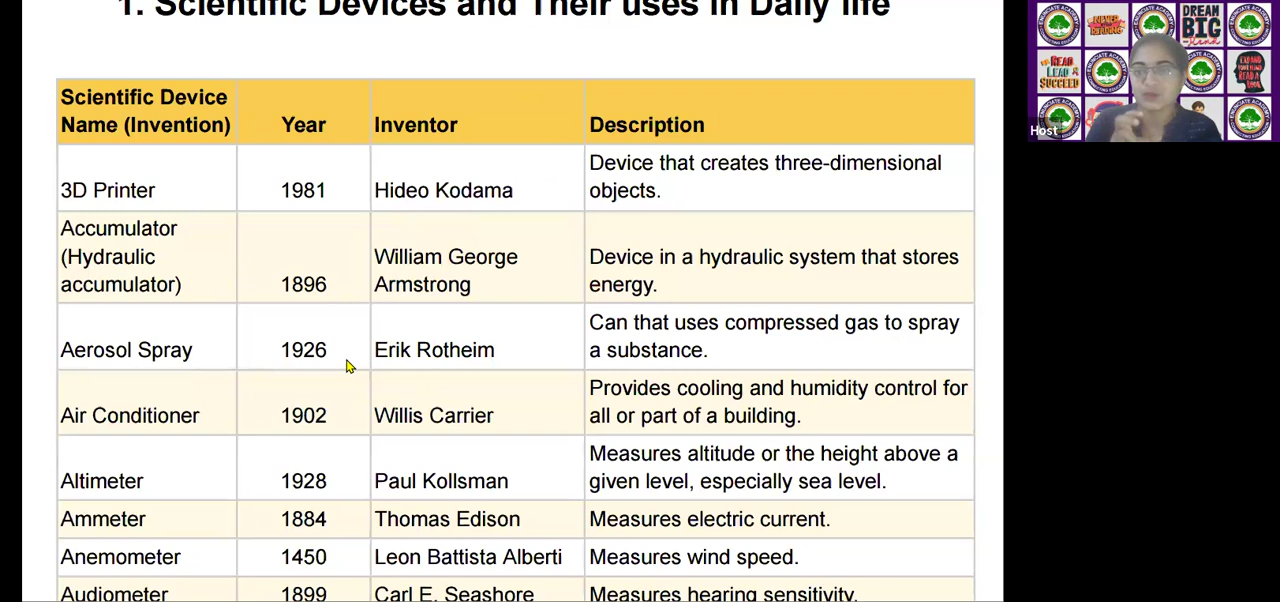 1. Scientific Devices and Their uses in Daily life
Scientific Device
Name (Invention)
Year
Inventor
Description
3D Printer
1981
Hideo Kodama
Device that creates three-dimensional
objects.
Accumulator
(Hydraulic
accumulator)
1896
William George
Armstrong
Device in a hydraulic system that stores
energy.
Aerosol Spray
1926
Erik Rotheim
Can that uses compressed gas to spray
a substance.
Air Conditioner
1902
Willis Carrier
Provides cooling and humidity control for
all or part of a building.
Altimeter
1928
Paul Kollsman
Measures altitude or the height above a
given level, especially sea level.
Ammeter
1884
Thomas Edison
Measures electric current.
Anemometer
1450
Leon Battista Alberti
Measures wind speed.
Audiometer
1899
Carl E. Seashore
Measures hearing sensitivity.
DREAM
BIG
READ
LEAD
SUCCEED
Host